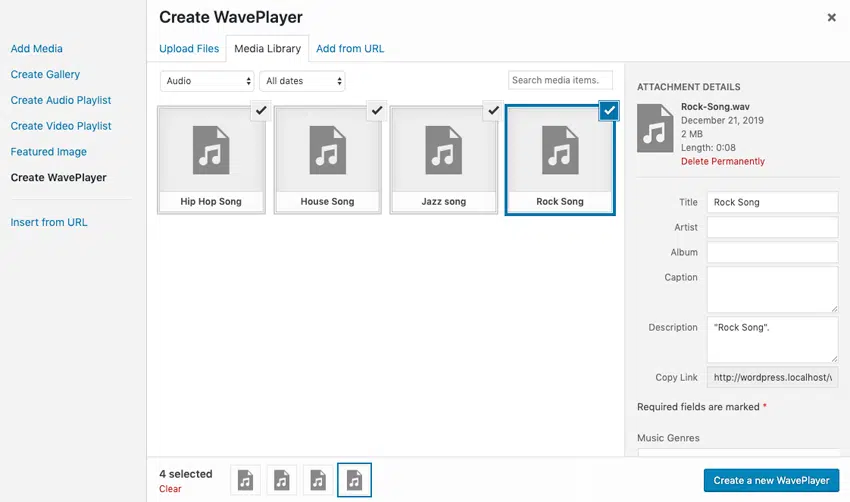 Create WavePlayer
Add Media
Create Gallery
Create Audio Playlist
Create Video Playlist
Featured Image
Create WavePlayer
Insert from URL
Upload Files
Media Library
Add from URL
Audio
All dates
Search media items.
Hip Hop Song
House Song
Jazz song
Rock Song
ATTACHMENT DETAILS
Rock-Song.wav
December 21, 2019
2 MB
Length: 0:08
Delete Permanently
Title Rock Song
Artist
Album
Caption
Description "Rock Song".
Copy Link http://wordpress.localhost/
Required fields are marked *
Music Genres
4 selected
Clear
Create a new WavePlayer